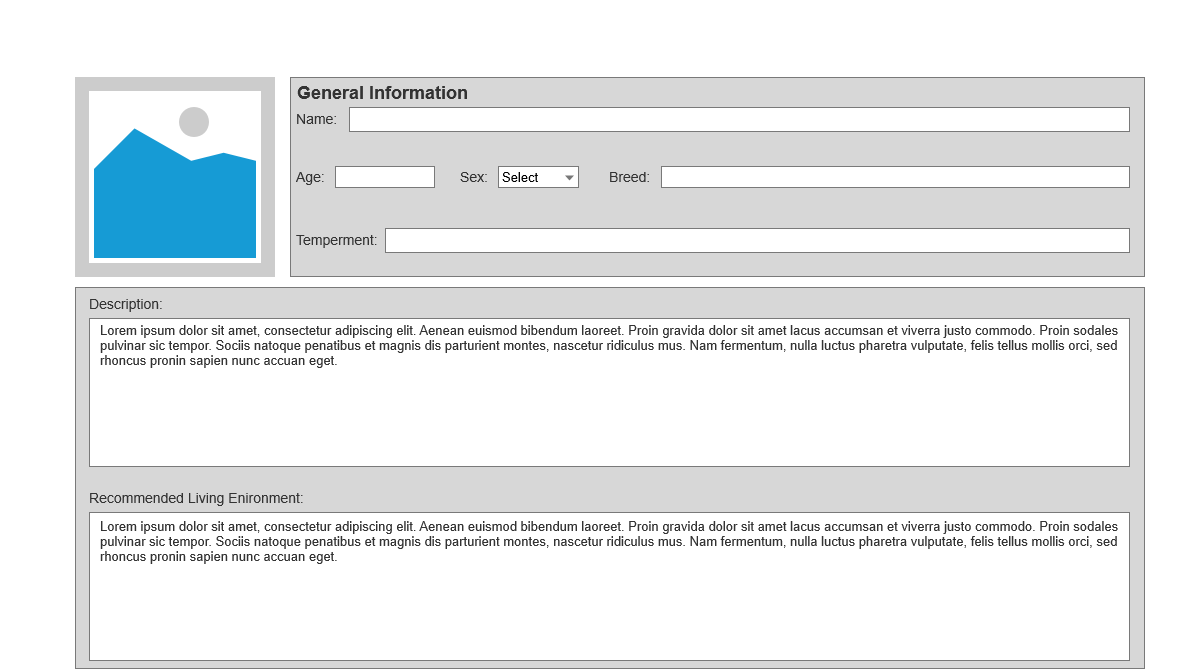 General Information
Name:
Age: Sex: Select Breed:
Temperment:
Description:
Lorem ipsum dolor sit amet, consectetur adipiscing elit. Aenean euismod bibendum laoreet. Proin gravida dolor sit amet lacus accumsan et viverra justo commodo. Proin sodales
pulvinar sic tempor. Sociis natoque penatibus et magnis dis parturient montes, nascetur ridiculus mus. Nam fermentum, nulla luctus pharetra vulputate, felis tellus mollis orci, sed
rhoncus pronin sapien nunc accuan eget.
Recommended Living Enironment:
Lorem ipsum dolor sit amet, consectetur adipiscing elit. Aenean euismod bibendum laoreet. Proin gravida dolor sit amet lacus accumsan et viverra justo commodo. Proin sodales
pulvinar sic tempor. Sociis natoque penatibus et magnis dis parturient montes, nascetur ridiculus mus. Nam fermentum, nulla luctus pharetra vulputate, felis tellus mollis orci, sed
rhoncus pronin sapien nunc accuan eget.